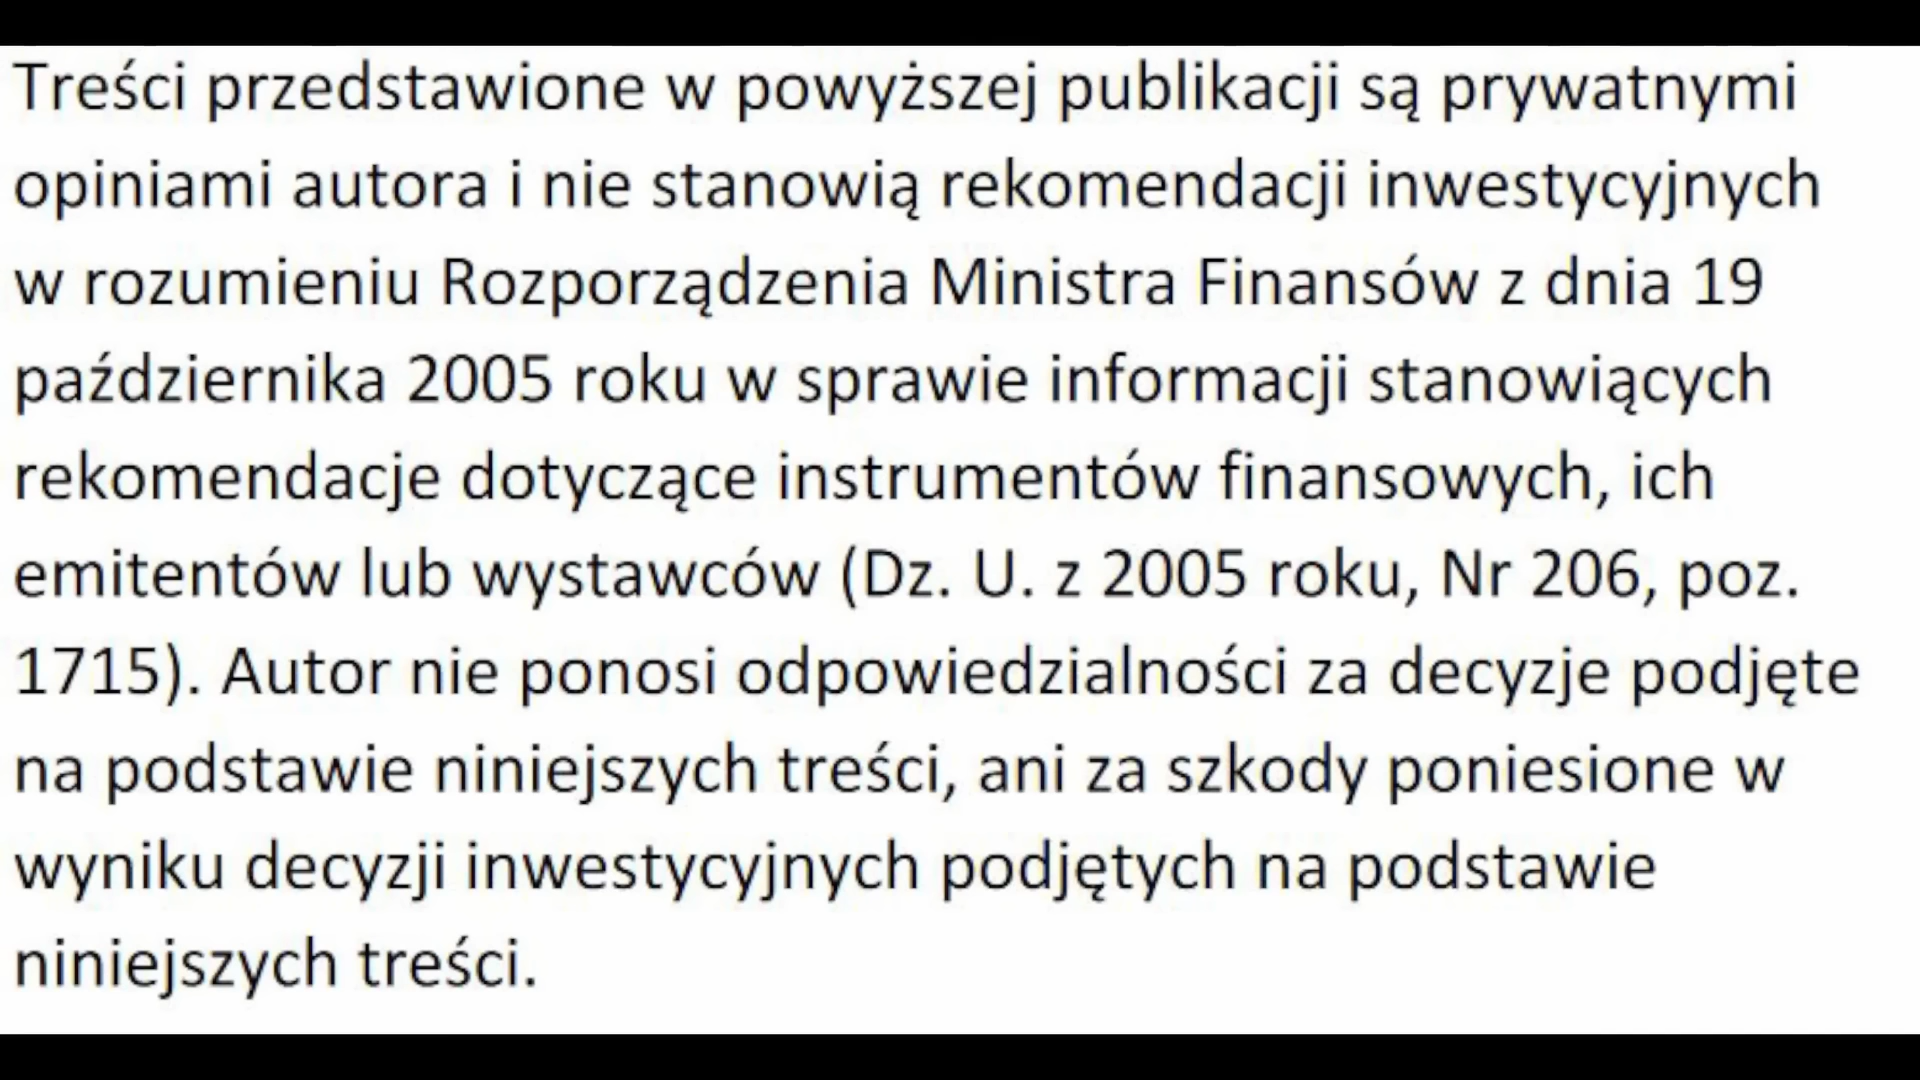 Treści przedstawione w powyższej publikacji są prywatnymi
opiniami autora i nie stanowią rekomendacji inwestycyjnych
w rozumieniu Rozporządzenia Ministra Finansów z dnia 19
października 2005 roku w sprawie informacji stanowiących
rekomendacje dotyczące instrumentów finansowych, ich
emitentów lub wystawców (Dz. U. z 2005 roku, Nr 206, poz.
1715). Autor nie ponosi odpowiedzialności za decyzje podjęte
na podstawie niniejszych treści, ani za szkody poniesione w
wyniku decyzji inwestycyjnych podjętych na podstawie
niniejszych treści.